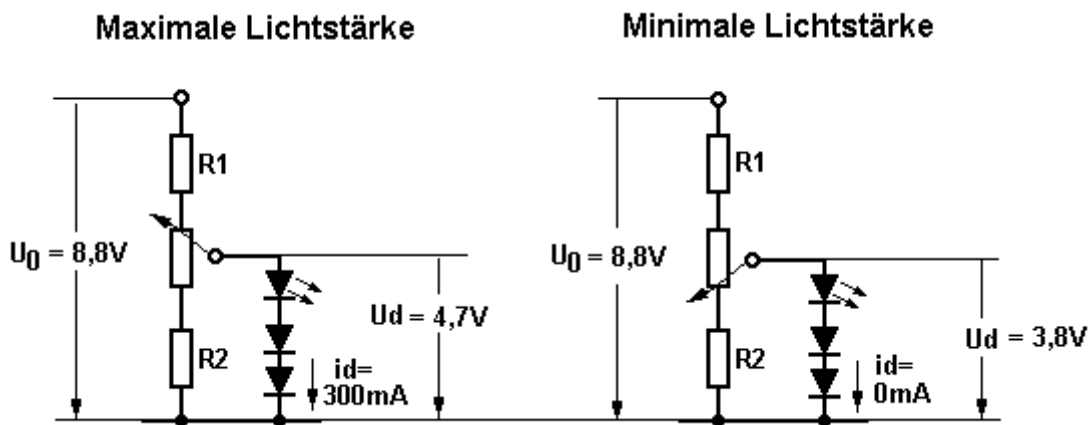 Maximale Lichtstärke
R1
U0 = 8,8V
Ud = 4,7V
R2
id=
300mA
Minimale Lichtstärke
R1
U0 = 8,8V
Ud = 3,8V
R2
id=
0mA